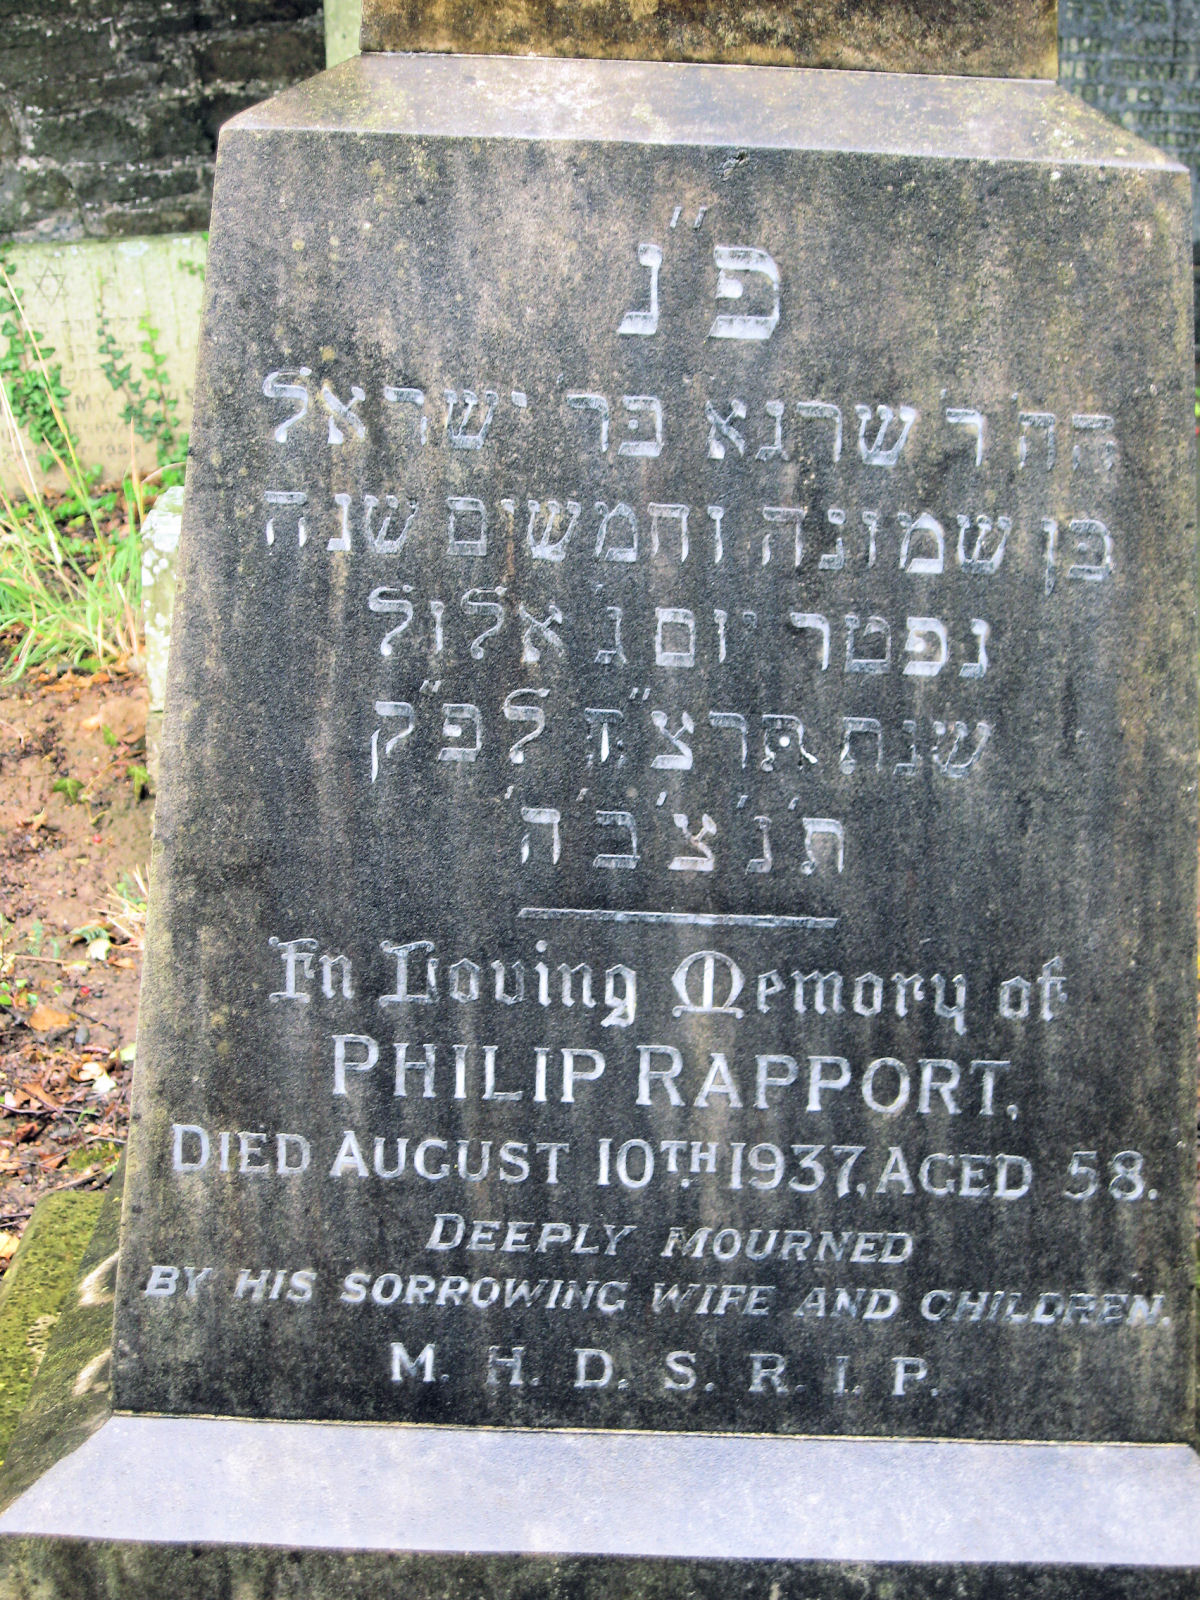 פ"נ
הה'ר' שרגא בר ישראל
בן שמונה וחמשים שנה
נפטר יום ג' אלול
שנת תרצ"ז לפ"ק
ת'נ'צ'ב'ה'
In Loving Memory of
PHILIP RAPPORT,
DIED AUGUST 10TH. 1937, AGED 58.
DEEPLY MOURNED
BY HIS SORROWING WIFE AND CHILDREN.
M. H. D. S. R. I. P.